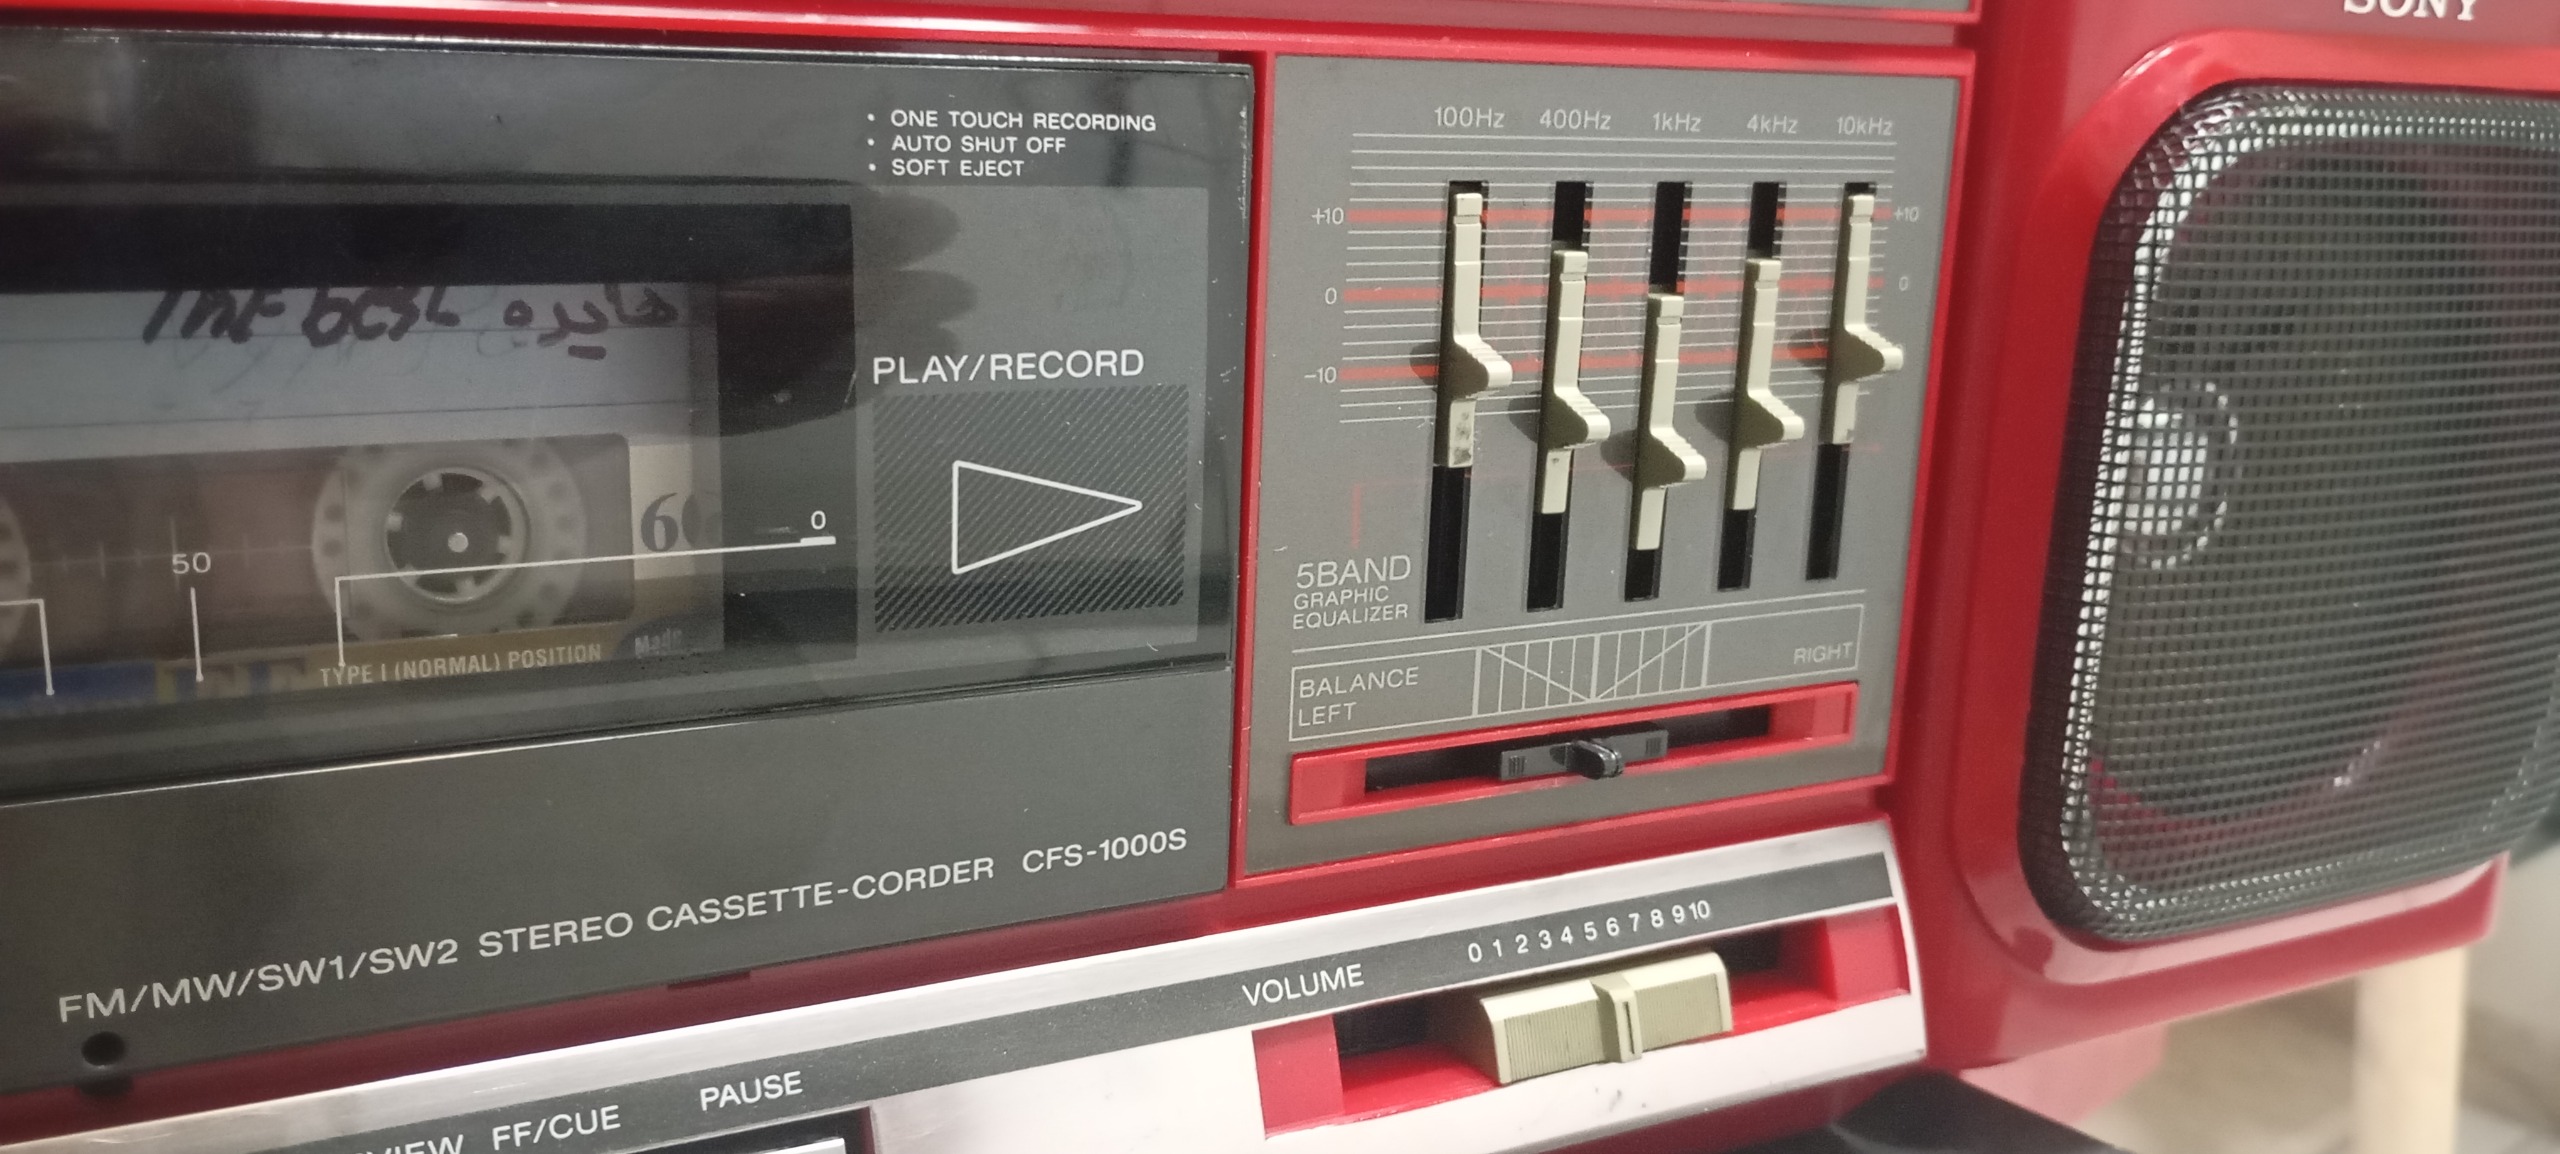 SONY
• ONE TOUCH RECORDING
• AUTO SHUT OFF
• SOFT EJECT
THE best هایده
PLAY/RECORD
60
0
50
TYPE I (NORMAL) POSITION
Made
100Hz 400Hz 1kHz 4kHz 10kHz
+10 +10
0 0
-10
5BAND
GRAPHIC
EQUALIZER
BALANCE
LEFT
RIGHT
FM/MW/SW1/SW2 STEREO CASSETTE-CORDER CFS-1000S
VOLUME
0 1 2 3 4 5 6 7 8 9 10
FF/CUE
PAUSE